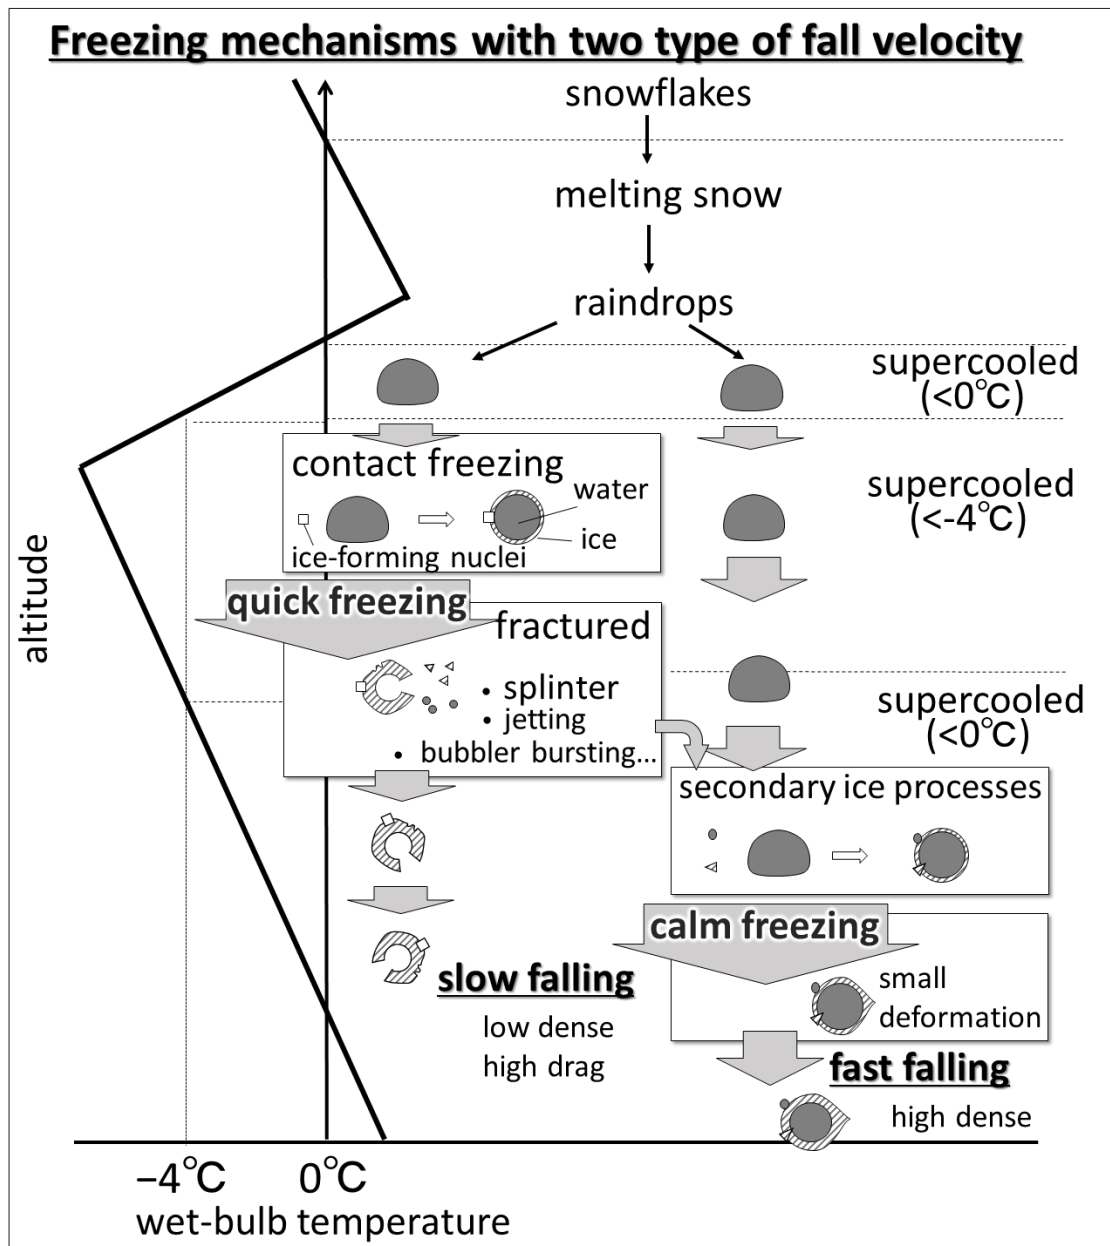 Freezing mechanisms with two type of fall velocity
snowflakes
melting snow
raindrops
supercooled
(<0℃)
contact freezing
water
ice
ice-forming nuclei
supercooled
(<-4℃)
quick freezing
fractured
• splinter
• jetting
• bubbler bursting...
supercooled
(<0℃)
secondary ice processes
calm freezing
small
deformation
slow falling
low dense
high drag
fast falling
high dense
altitude
−4℃
0℃
wet-bulb temperature